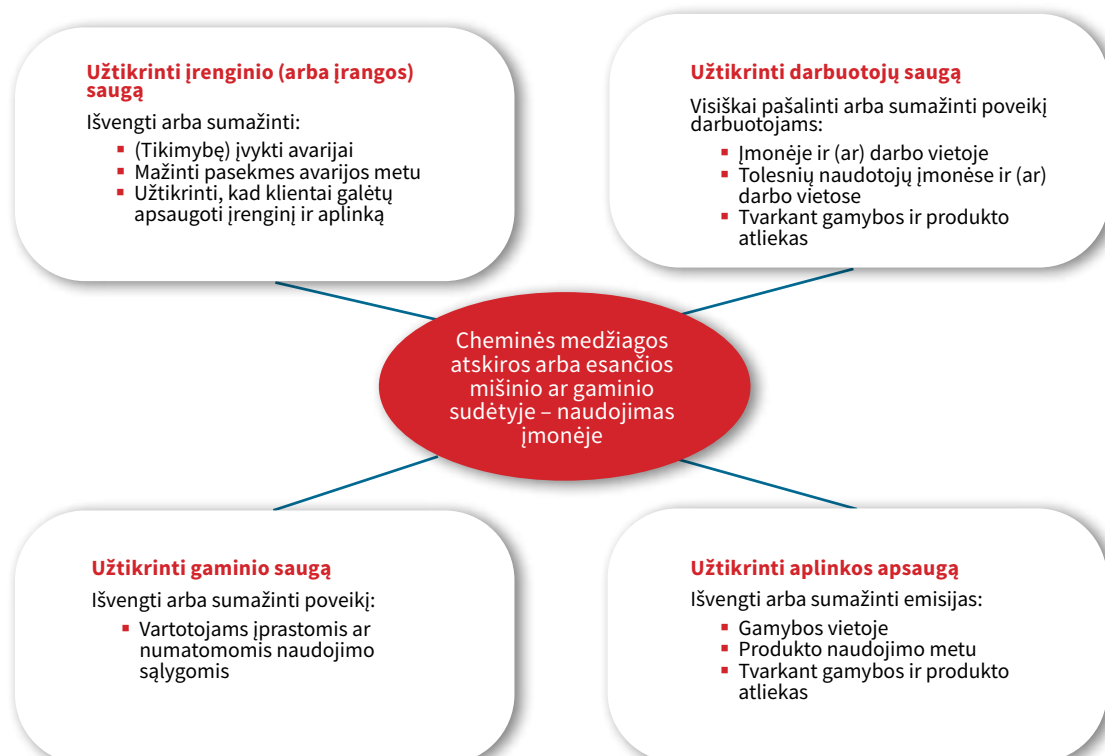 Užtikrinti įrenginio (arba įrangos)
saugą
Išvengti arba sumažinti:
▪ (Tikimybę) įvykti avarijai
▪ Mažinti pasekmes avarijos metu
▪ Užtikrinti, kad klientai galėtų
apsaugoti įrenginį ir aplinką
Užtikrinti darbuotojų saugą
Visiškai pašalinti arba sumažinti poveikį
darbuotojams:
▪ Įmonėje ir (ar) darbo vietoje
▪ Tolesnių naudotojų įmonėse ir (ar)
darbo vietose
▪ Tvarkant gamybos ir produkto
atliekas
Cheminės medžiagos
atskiros arba esančios
mišinio ar gaminio
sudėtyje – naudojimas
įmonėje
Užtikrinti gaminio saugą
Išvengti arba sumažinti poveikį:
▪ Vartotojams įprastomis ar
numatomomis naudojimo
sąlygomis
Užtikrinti aplinkos apsaugą
Išvengti arba sumažinti emisijas:
▪ Gamybos vietoje
▪ Produkto naudojimo metu
▪ Tvarkant gamybos ir produkto
atliekas